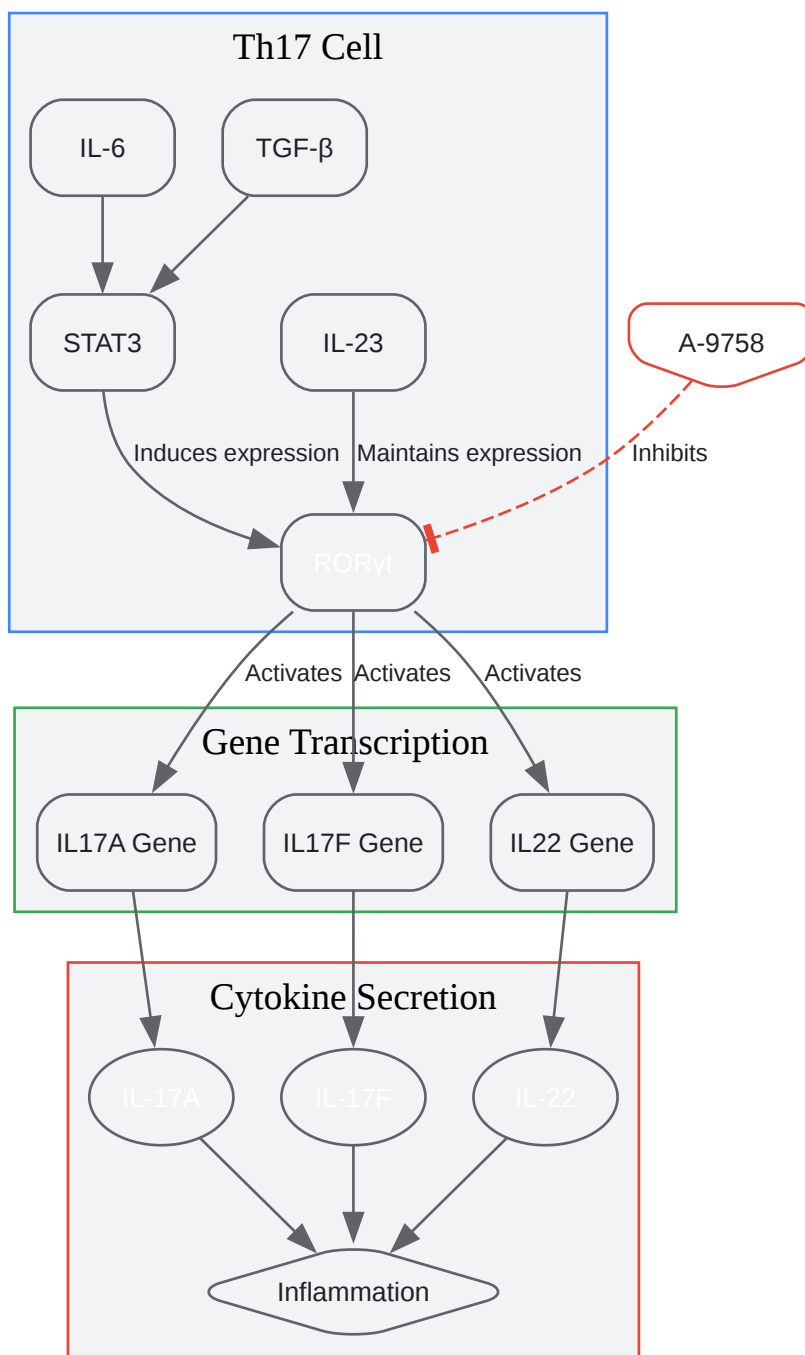 Th17 Cell
IL-6
TGF-β
STAT3
IL-23
A-9758
Induces expression
Maintains expression
Inhibits
RORγt
Activates
Activates
Activates
Gene Transcription
IL17A Gene
IL17F Gene
IL22 Gene
Cytokine Secretion
IL-17A
IL-17F
IL-22
Inflammation